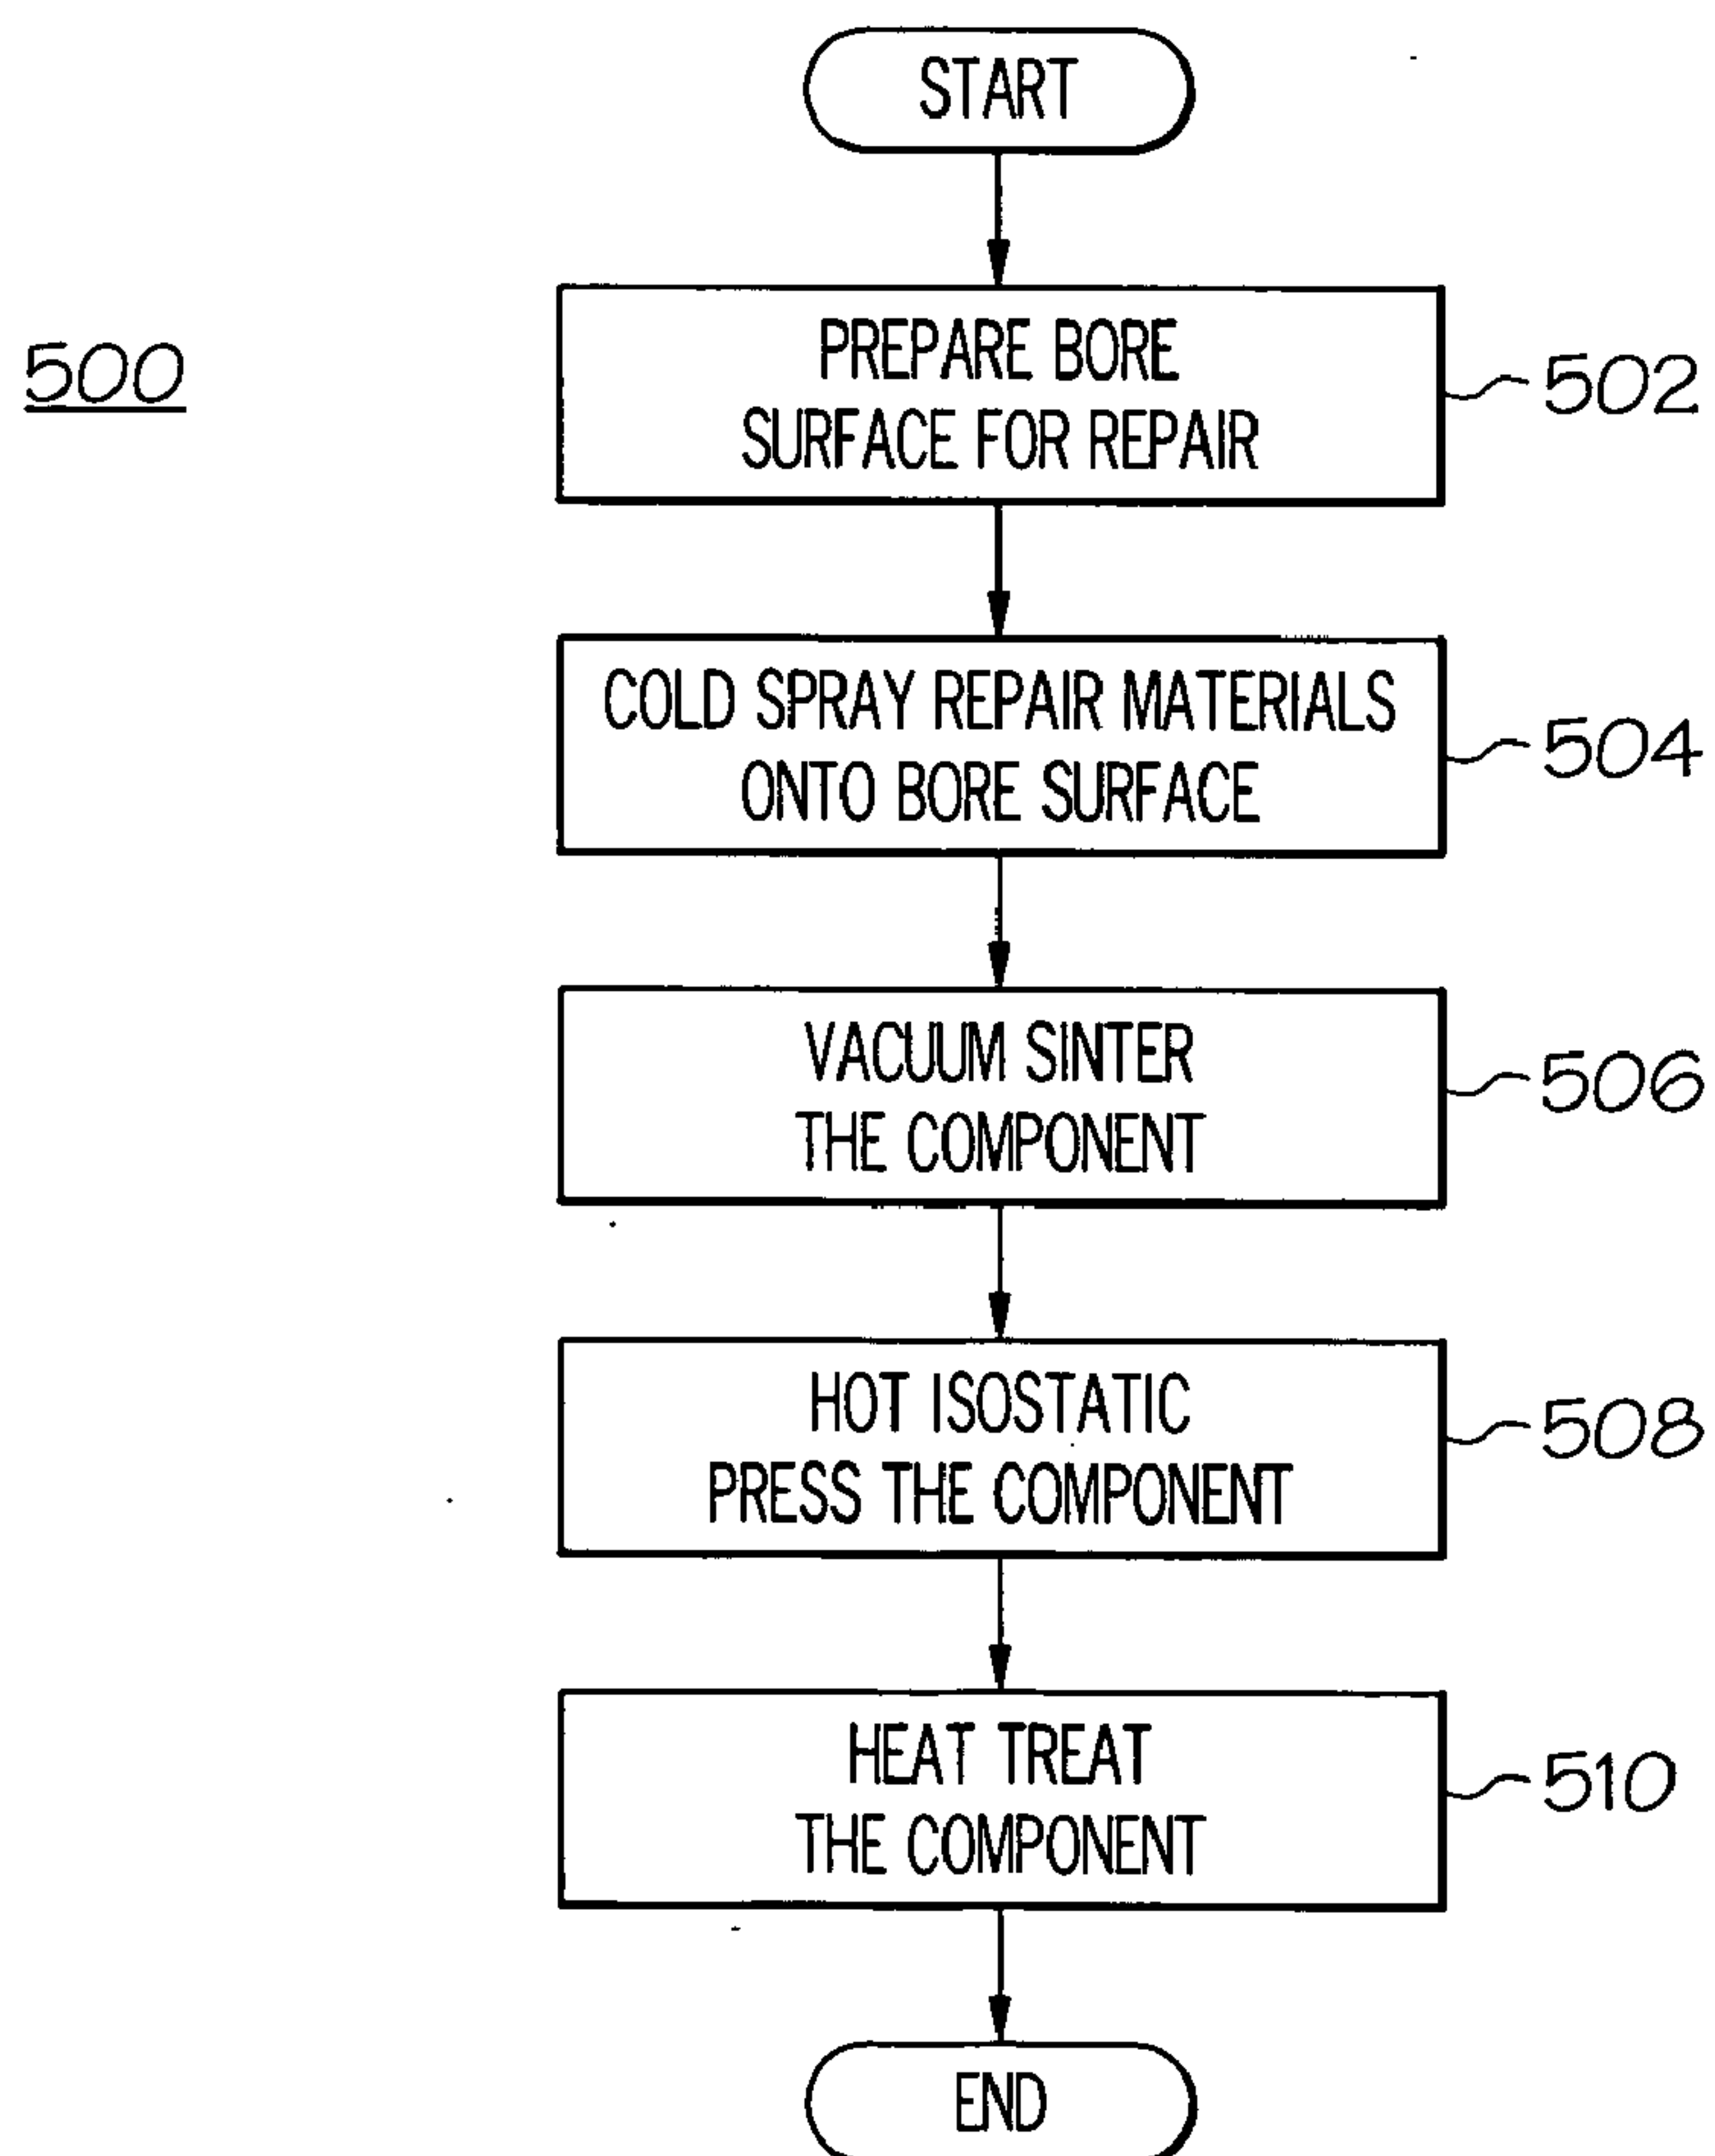 START
500
PREPARE BORE
SURFACE FOR REPAIR
502
COLD SPRAY REPAIR MATERIALS
ONTO BORE SURFACE
504
VACUUM SINTER
THE COMPONENT
506
HOT ISOSTATIC
PRESS THE COMPONENT
508
HEAT TREAT
THE COMPONENT
510
END